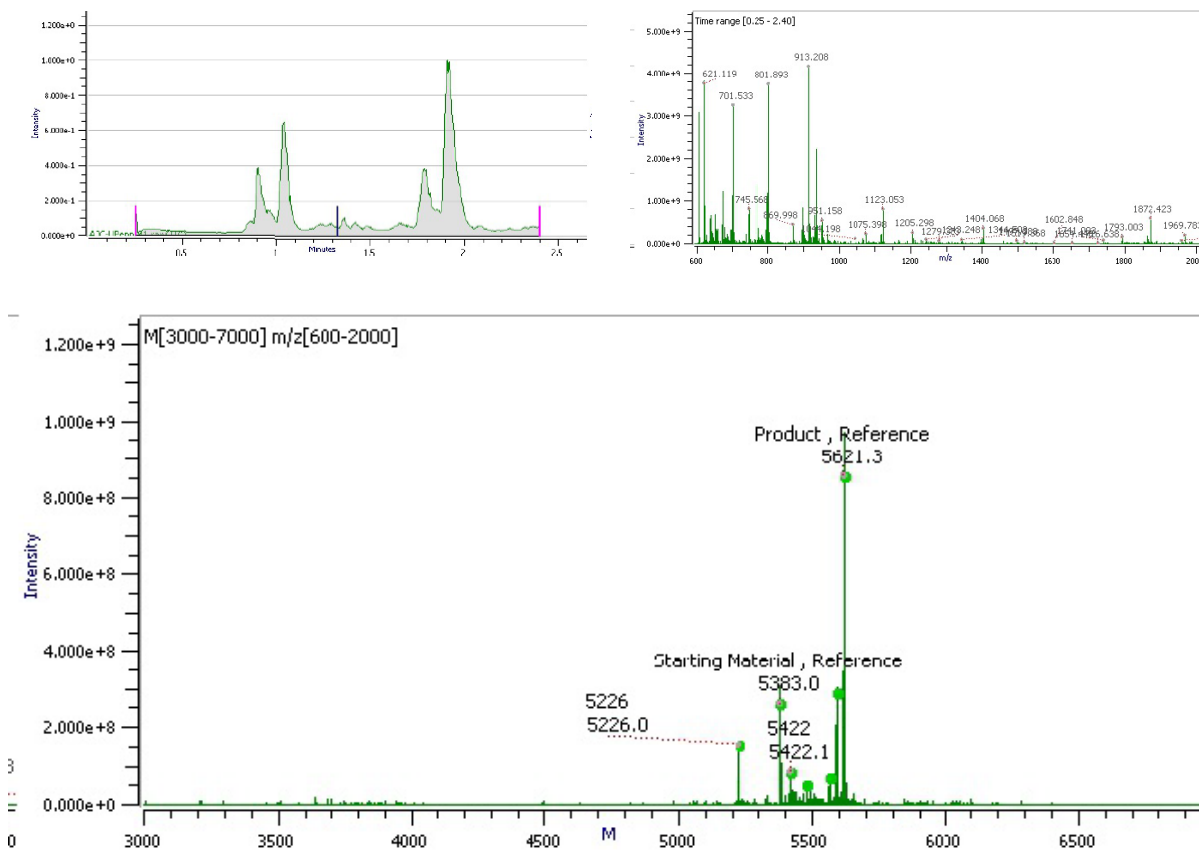 1.200e+0
1.000e+0
8.000e-1
6.000e-1
4.000e-1
2.000e-1
0.000e+0
Intensity
0.5
1
1.5
2
2.5
Minutes
Time range [0.25 - 2.40]
5.000e+9
4.000e+9
3.000e+9
2.000e+9
1.000e+9
0.000e+0
Intensity
913.208
621.119
801.893
701.533
745.568
869.998
951.158
1075.398
1123.053
1205.298
1404.068
1602.848
1793.003
1872.423
600
800
1000
1200
1400
1600
1800
m/z
M[3000-7000] m/z[600-2000]
1.200e+9
1.000e+9
8.000e+8
6.000e+8
4.000e+8
2.000e+8
0.000e+0
Intensity
Product , Reference
5621.3
Starting Material , Reference
5383.0
5226
5226.0
5422
5422.1
3000
3500
4000
4500
5000
5500
6000
6500
M